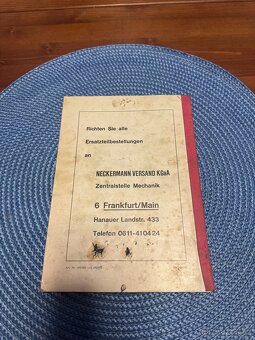 Richten Sie alle
Ersatzteilbestellungen
an
NECKERMANN VERSAND KGaA
Zentralstelle Mechanik
6 Frankfurt/Main
Hanauer Landstr. 433
Telefon 0611-410424